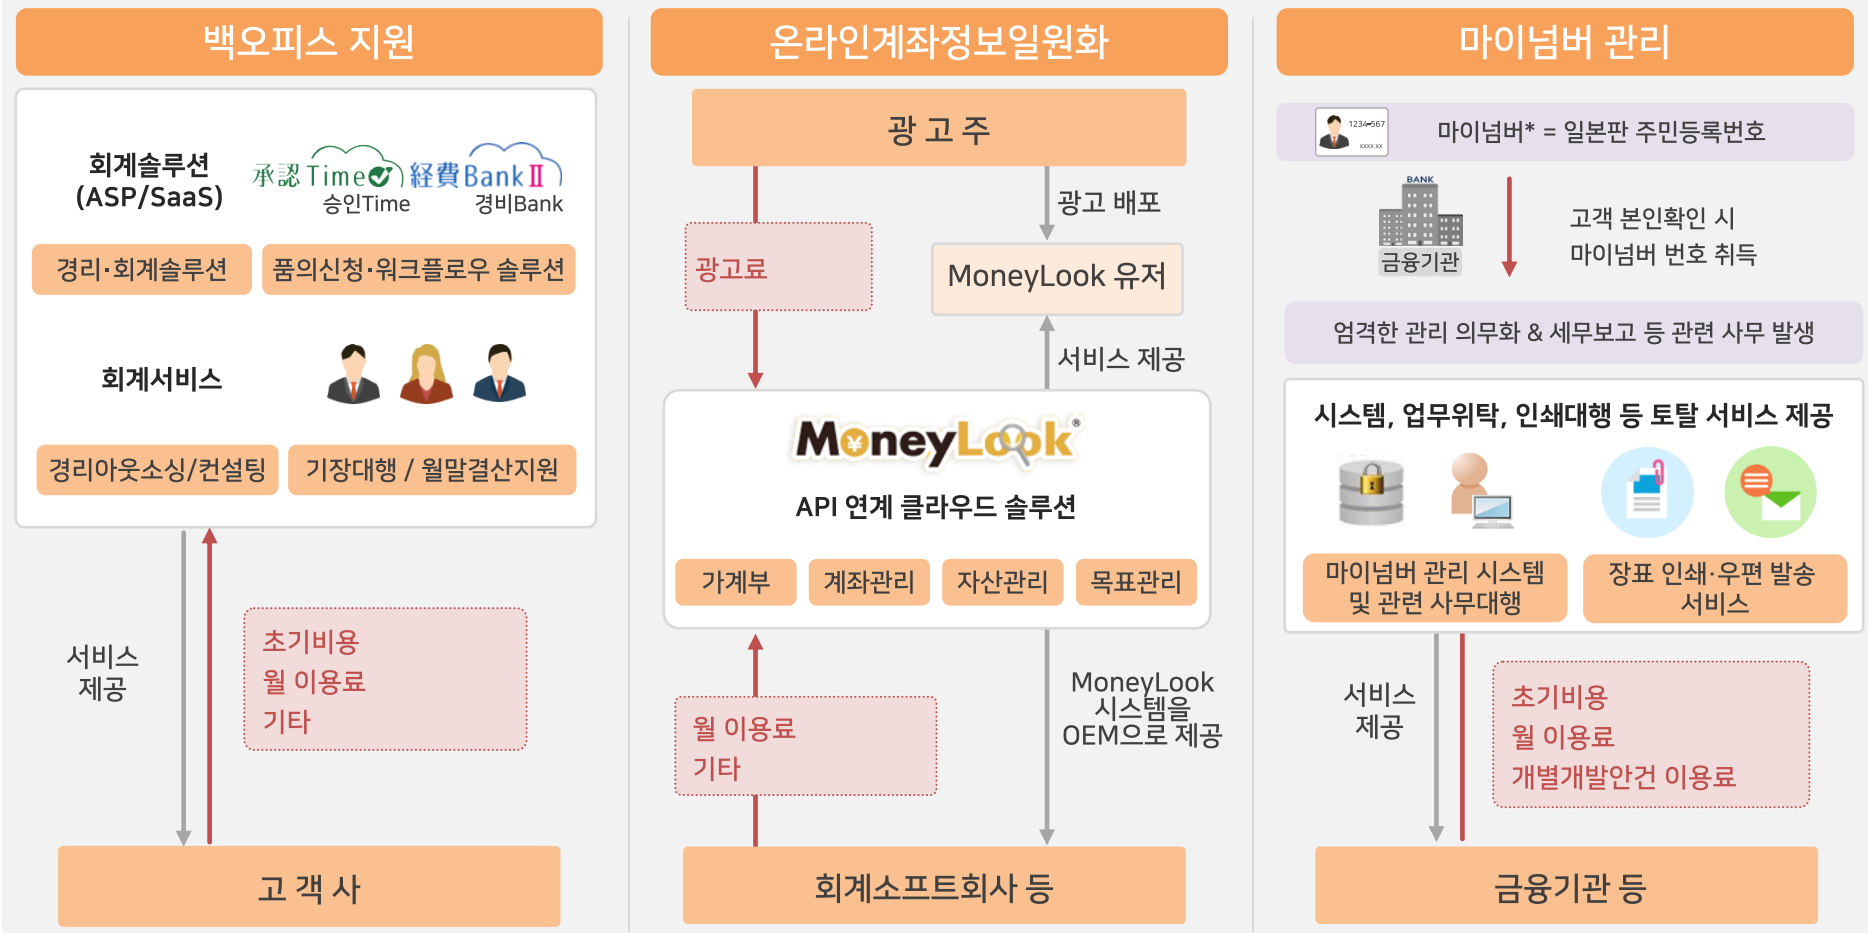 백오피스 지원
회계솔루션
(ASP/SaaS)
承認Time
승인Time
経費BankⅡ
경비Bank
경리·회계솔루션
품의신청·워크플로우 솔루션
회계서비스
경리아웃소싱/컨설팅
기장대행 / 월말결산지원
서비스
제공
초기비용
월 이용료
기타
고 객 사
온라인계좌정보일원화
광 고 주
광고료
광고 배포
MoneyLook 유저
서비스 제공
MoneyLook®
API 연계 클라우드 솔루션
가계부
계좌관리
자산관리
목표관리
월 이용료
기타
MoneyLook
시스템을
OEM으로 제공
회계소프트회사 등
마이넘버 관리
1234-567
xxxx.xx
마이넘버* = 일본판 주민등록번호
BANK
금융기관
고객 본인확인 시
마이넘버 번호 취득
엄격한 관리 의무화 & 세무보고 등 관련 사무 발생
시스템, 업무위탁, 인쇄대행 등 토탈 서비스 제공
마이넘버 관리 시스템
및 관련 사무대행
장표 인쇄·우편 발송
서비스
서비스
제공
초기비용
월 이용료
개별개발안건 이용료
금융기관 등